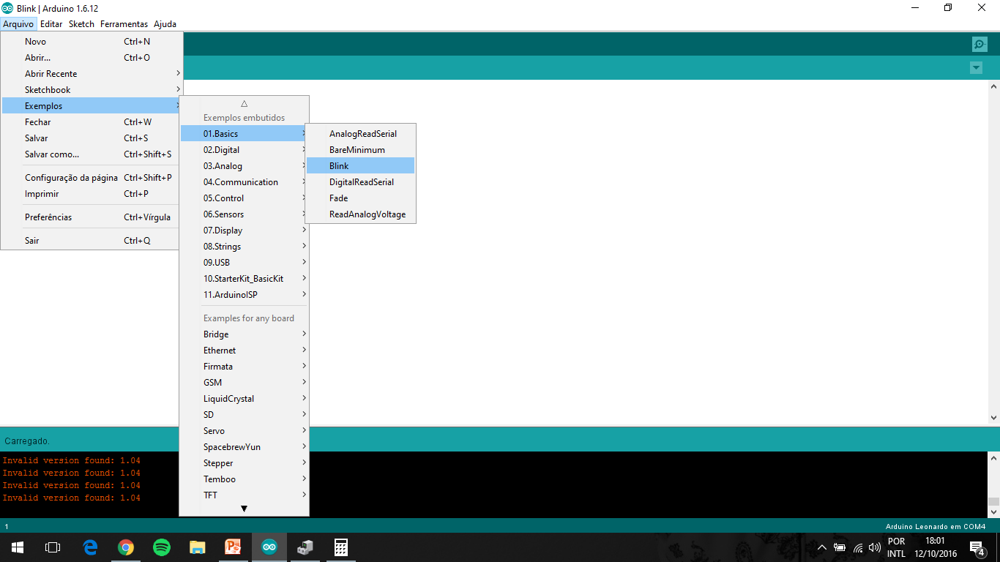 Blink | Arduino 1.6.12
Arquivo Editar Sketch Ferramentas Ajuda
Novo Ctrl+N
Abrir... Ctrl+O
Abrir Recente
Sketchbook
Exemplos
Fechar Ctrl+W
Salvar Ctrl+S
Salvar como... Ctrl+Shift+S
Configuração da página Ctrl+Shift+P
Imprimir Ctrl+P
Preferências Ctrl+Vírgula
Sair Ctrl+Q
Exemplos embutidos
01.Basics
02.Digital
03.Analog
04.Communication
05.Control
06.Sensors
07.Display
08.Strings
09.USB
10.StarterKit_BasicKit
11.ArduinoISP
Examples for any board
Bridge
Ethernet
Firmata
GSM
LiquidCrystal
SD
Servo
SpacebrewYun
Stepper
Temboo
TFT
AnalogReadSerial
BareMinimum
Blink
DigitalReadSerial
Fade
ReadAnalogVoltage
Carregado.
Invalid version found: 1.04
Invalid version found: 1.04
Invalid version found: 1.04
Invalid version found: 1.04
1 Arduino Leonardo em COM4
POR 18:01
INTL 12/10/2016 4